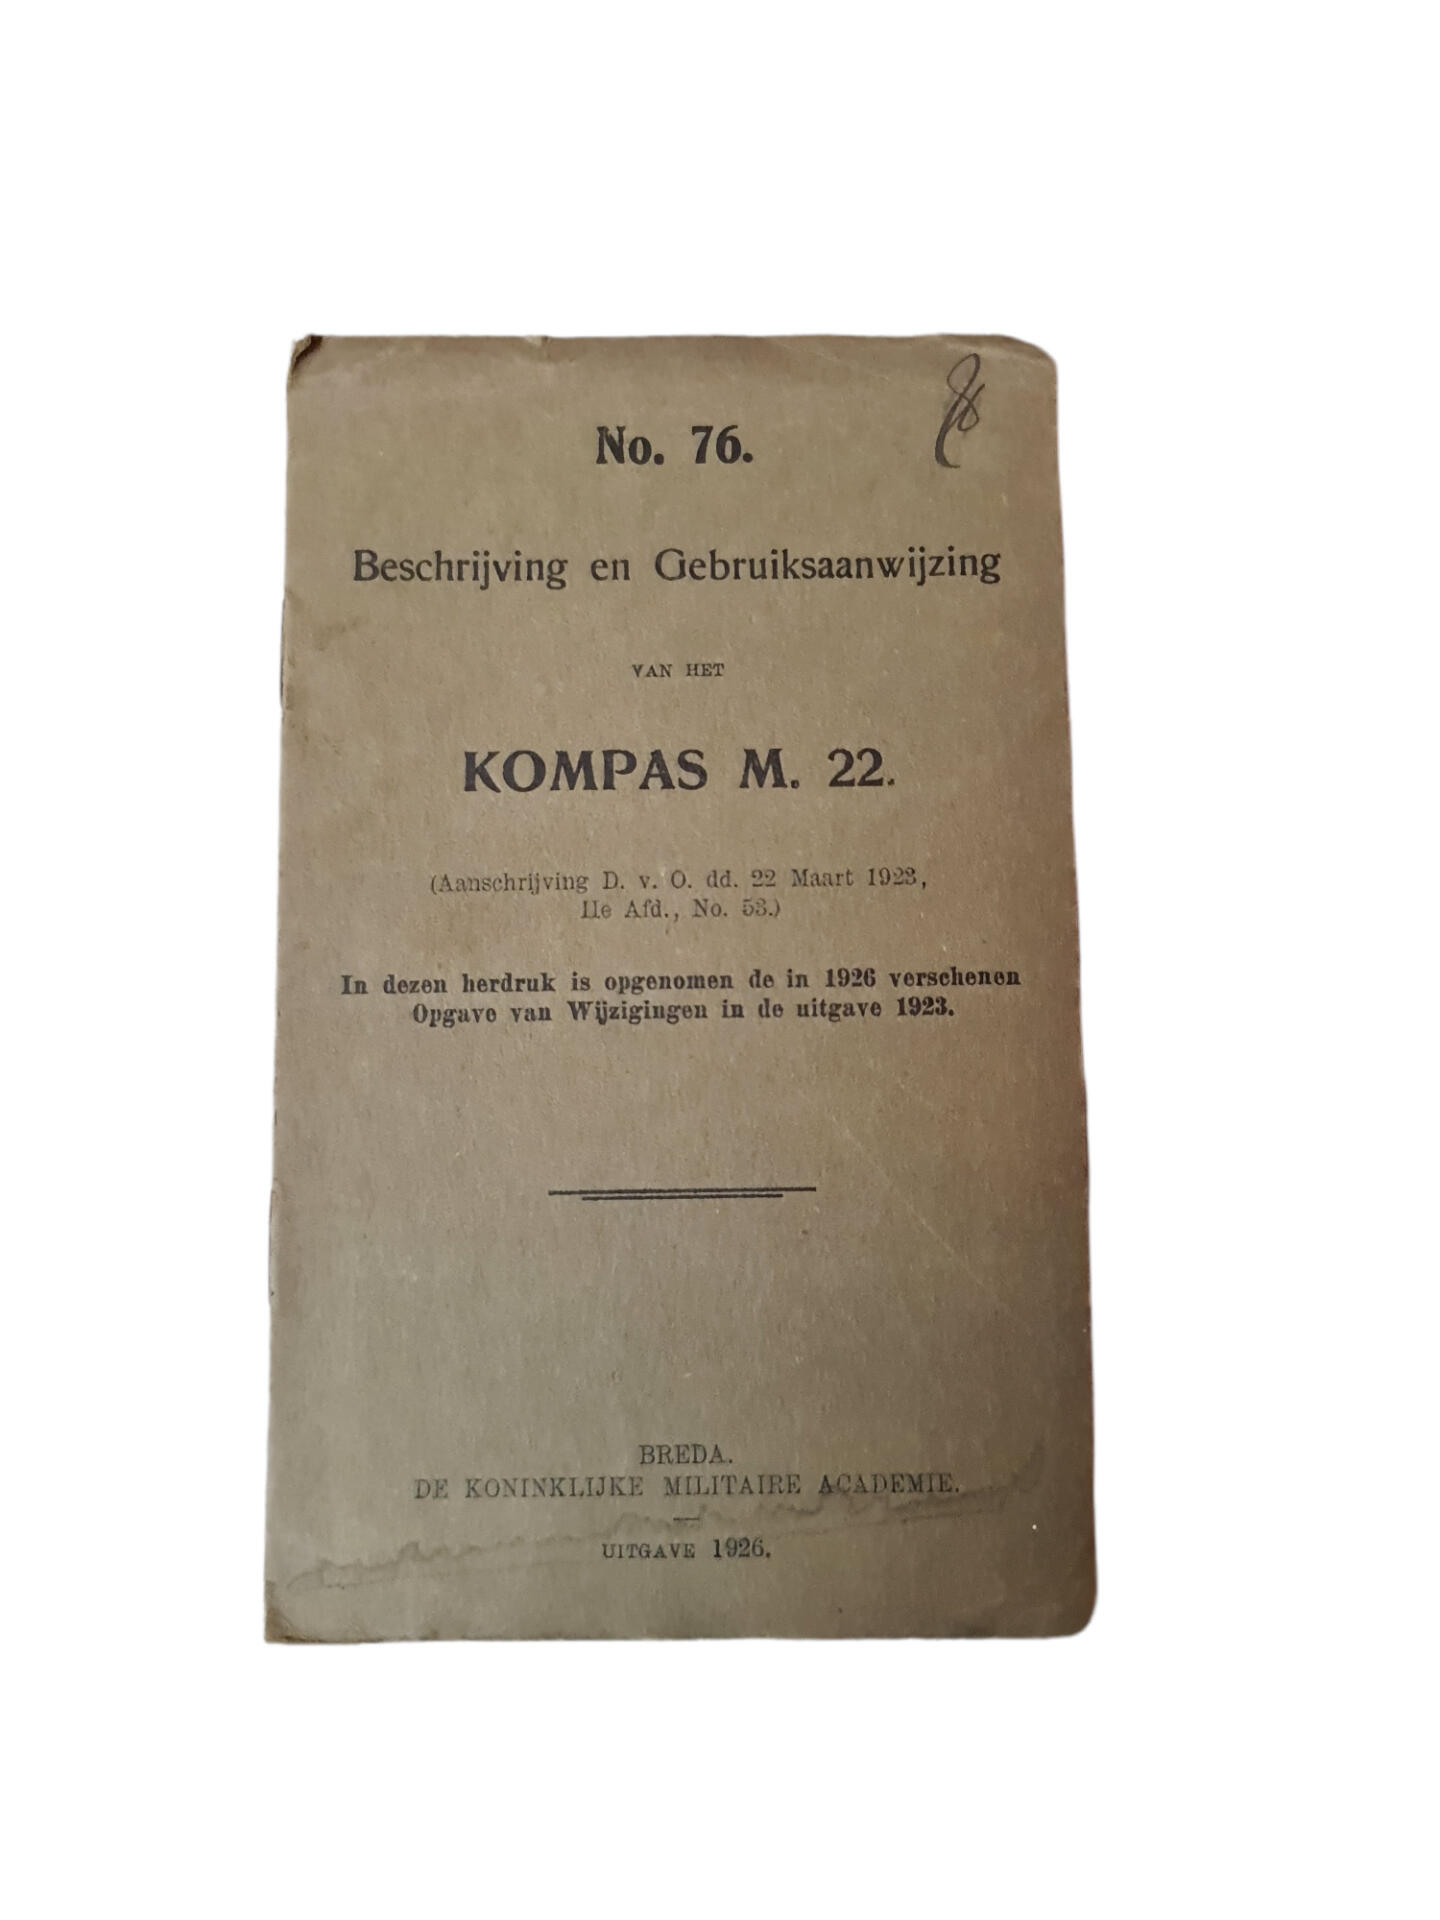 No. 76.
Beschrijving en Gebruiksaanwijzing
VAN HET
KOMPAS M. 22.
(Aanschrijving D. v. O. dd. 22 Maart 1923,
IIe Afd., No. 53.)
In dezen herdruk is opgenomen de in 1926 verschenen
Opgave van Wijzigingen in de uitgave 1923.
BREDA.
DE KONINKLIJKE MILITAIRE ACADEMIE.
UITGAVE 1926.